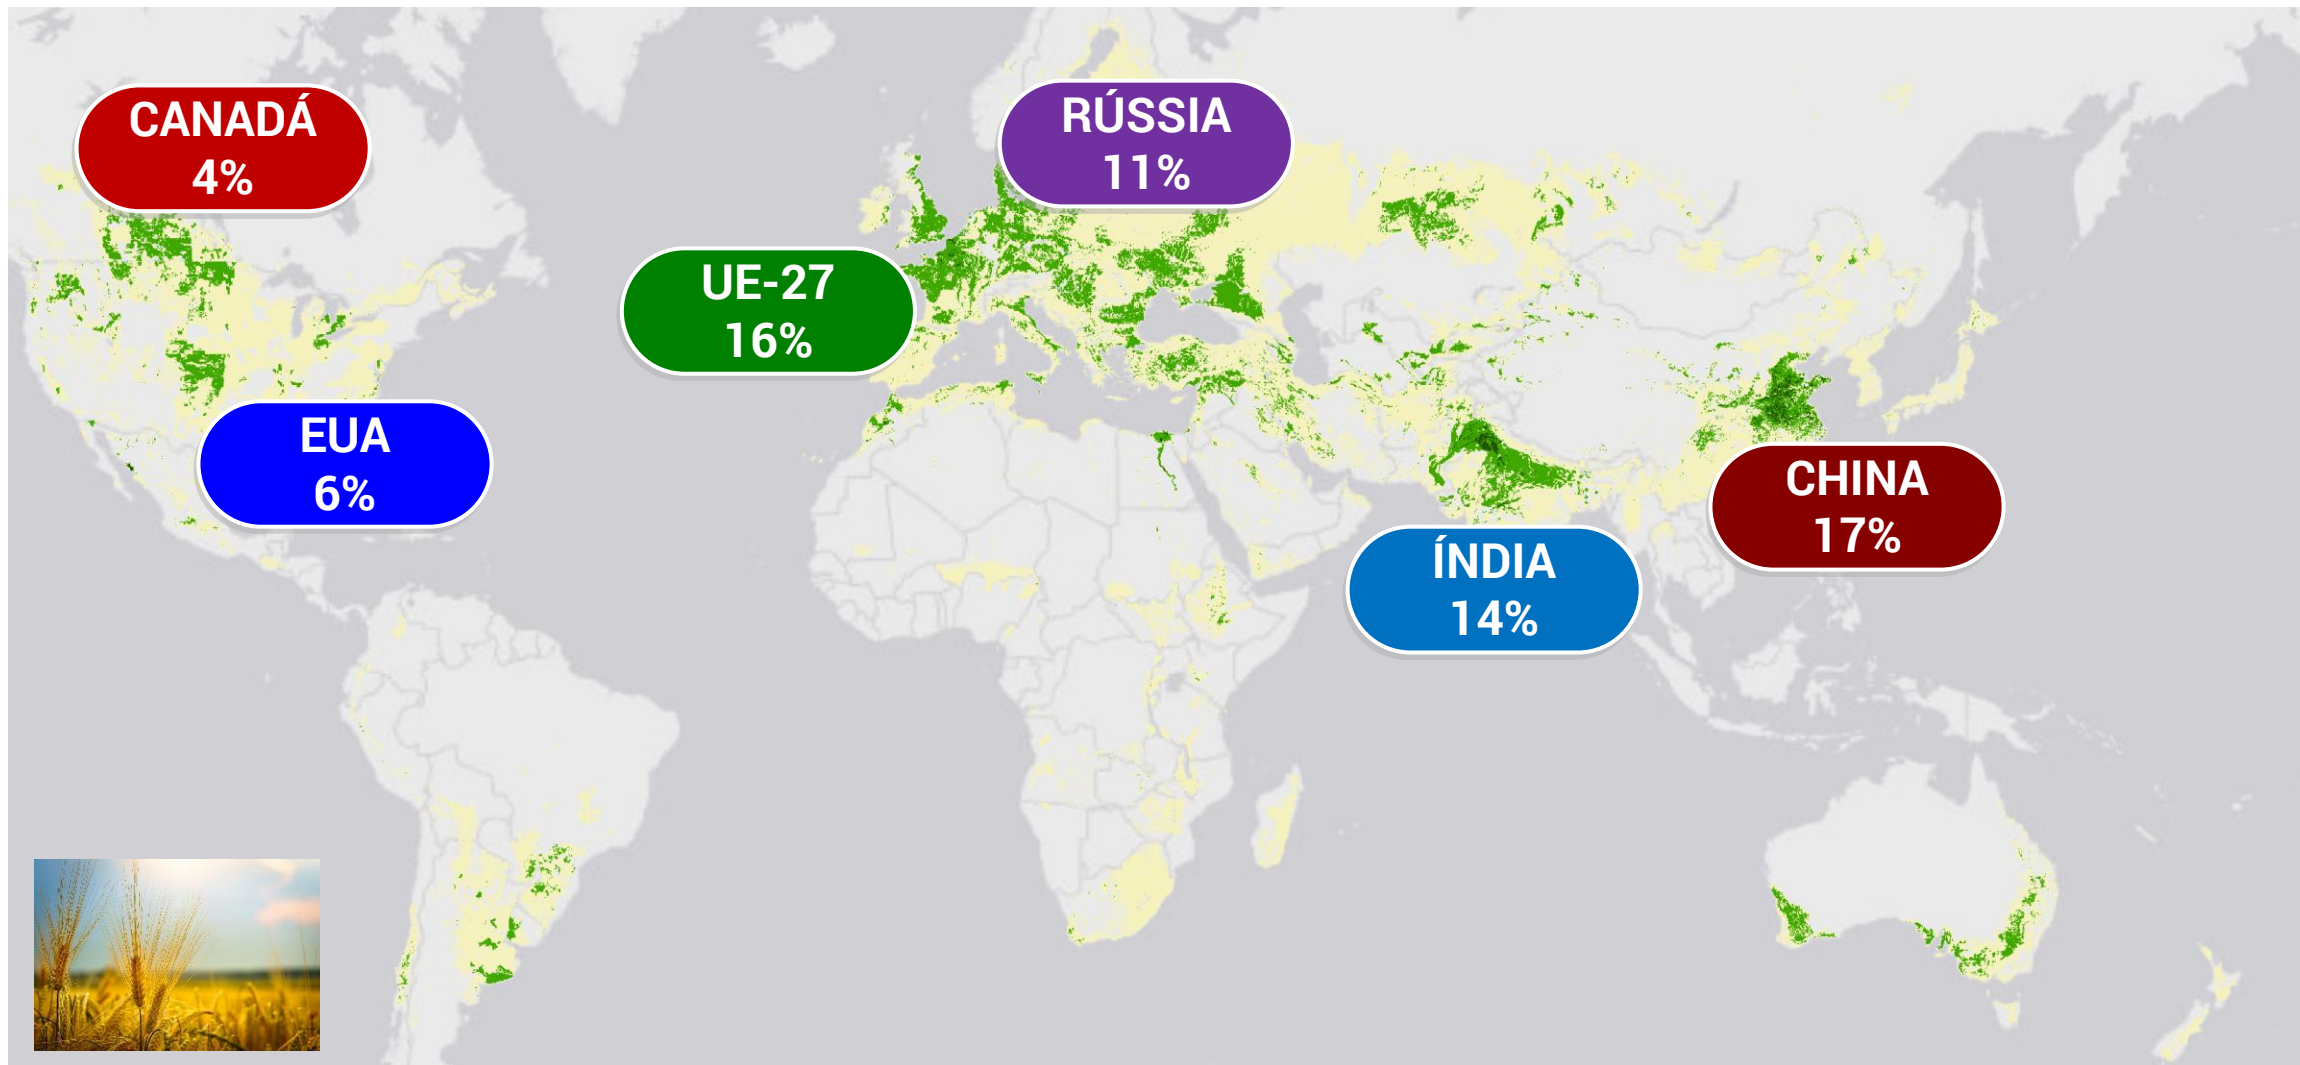 CANADÁ
4%
RÚSSIA
11%
UE-27
16%
EUA
6%
CHINA
17%
ÍNDIA
14%